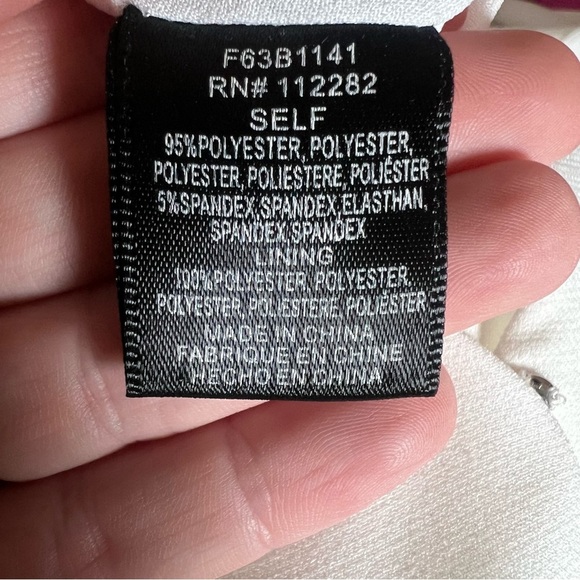 F63B1141
RN# 112282
SELF
95%POLYESTER, POLYESTER,
POLYESTER, POLIESTERE, POLIÉSTER
5%SPANDEX,SPANDEX,ELASTHAN,
SPANDEX,SPANDEX
LINING
100%POLYESTER, POLYESTER,
POLYESTER, POLIESTERE, POLIÉSTER
MADE IN CHINA
FABRIQUE EN CHINE
HECHO EN CHINA